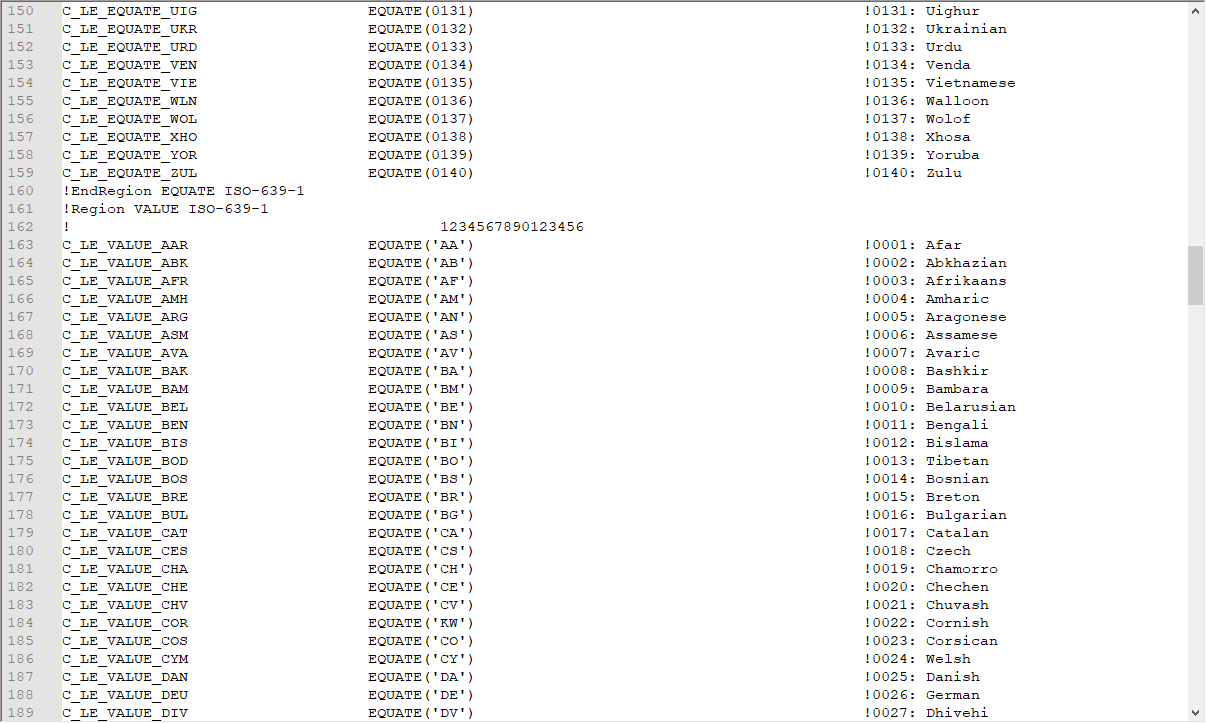 150 C_LE_EQUATE_UIG EQUATE(0131) !0131: Uighur
151 C_LE_EQUATE_UKR EQUATE(0132) !0132: Ukrainian
152 C_LE_EQUATE_URD EQUATE(0133) !0133: Urdu
153 C_LE_EQUATE_VEN EQUATE(0134) !0134: Venda
154 C_LE_EQUATE_VIE EQUATE(0135) !0135: Vietnamese
155 C_LE_EQUATE_WLN EQUATE(0136) !0136: Walloon
156 C_LE_EQUATE_WOL EQUATE(0137) !0137: Wolof
157 C_LE_EQUATE_XHO EQUATE(0138) !0138: Xhosa
158 C_LE_EQUATE_YOR EQUATE(0139) !0139: Yoruba
159 C_LE_EQUATE_ZUL EQUATE(0140) !0140: Zulu
160 !EndRegion EQUATE ISO-639-1
161 !Region VALUE ISO-639-1
162 ! 1234567890123456
163 C_LE_VALUE_AAR EQUATE('AA') !0001: Afar
164 C_LE_VALUE_ABK EQUATE('AB') !0002: Abkhazian
165 C_LE_VALUE_AFR EQUATE('AF') !0003: Afrikaans
166 C_LE_VALUE_AMH EQUATE('AM') !0004: Amharic
167 C_LE_VALUE_ARG EQUATE('AN') !0005: Aragonese
168 C_LE_VALUE_ASM EQUATE('AS') !0006: Assamese
169 C_LE_VALUE_AVA EQUATE('AV') !0007: Avaric
170 C_LE_VALUE_BAK EQUATE('BA') !0008: Bashkir
171 C_LE_VALUE_BAM EQUATE('BM') !0009: Bambara
172 C_LE_VALUE_BEL EQUATE('BE') !0010: Belarusian
173 C_LE_VALUE_BEN EQUATE('BN') !0011: Bengali
174 C_LE_VALUE_BIS EQUATE('BI') !0012: Bislama
175 C_LE_VALUE_BOD EQUATE('BO') !0013: Tibetan
176 C_LE_VALUE_BOS EQUATE('BS') !0014: Bosnian
177 C_LE_VALUE_BRE EQUATE('BR') !0015: Breton
178 C_LE_VALUE_BUL EQUATE('BG') !0016: Bulgarian
179 C_LE_VALUE_CAT EQUATE('CA') !0017: Catalan
180 C_LE_VALUE_CES EQUATE('CS') !0018: Czech
181 C_LE_VALUE_CHA EQUATE('CH') !0019: Chamorro
182 C_LE_VALUE_CHE EQUATE('CE') !0020: Chechen
183 C_LE_VALUE_CHV EQUATE('CV') !0021: Chuvash
184 C_LE_VALUE_COR EQUATE('KW') !0022: Cornish
185 C_LE_VALUE_COS EQUATE('CO') !0023: Corsican
186 C_LE_VALUE_CYM EQUATE('CY') !0024: Welsh
187 C_LE_VALUE_DAN EQUATE('DA') !0025: Danish
188 C_LE_VALUE_DEU EQUATE('DE') !0026: German
189 C_LE_VALUE_DIV EQUATE('DV') !0027: Dhivehi